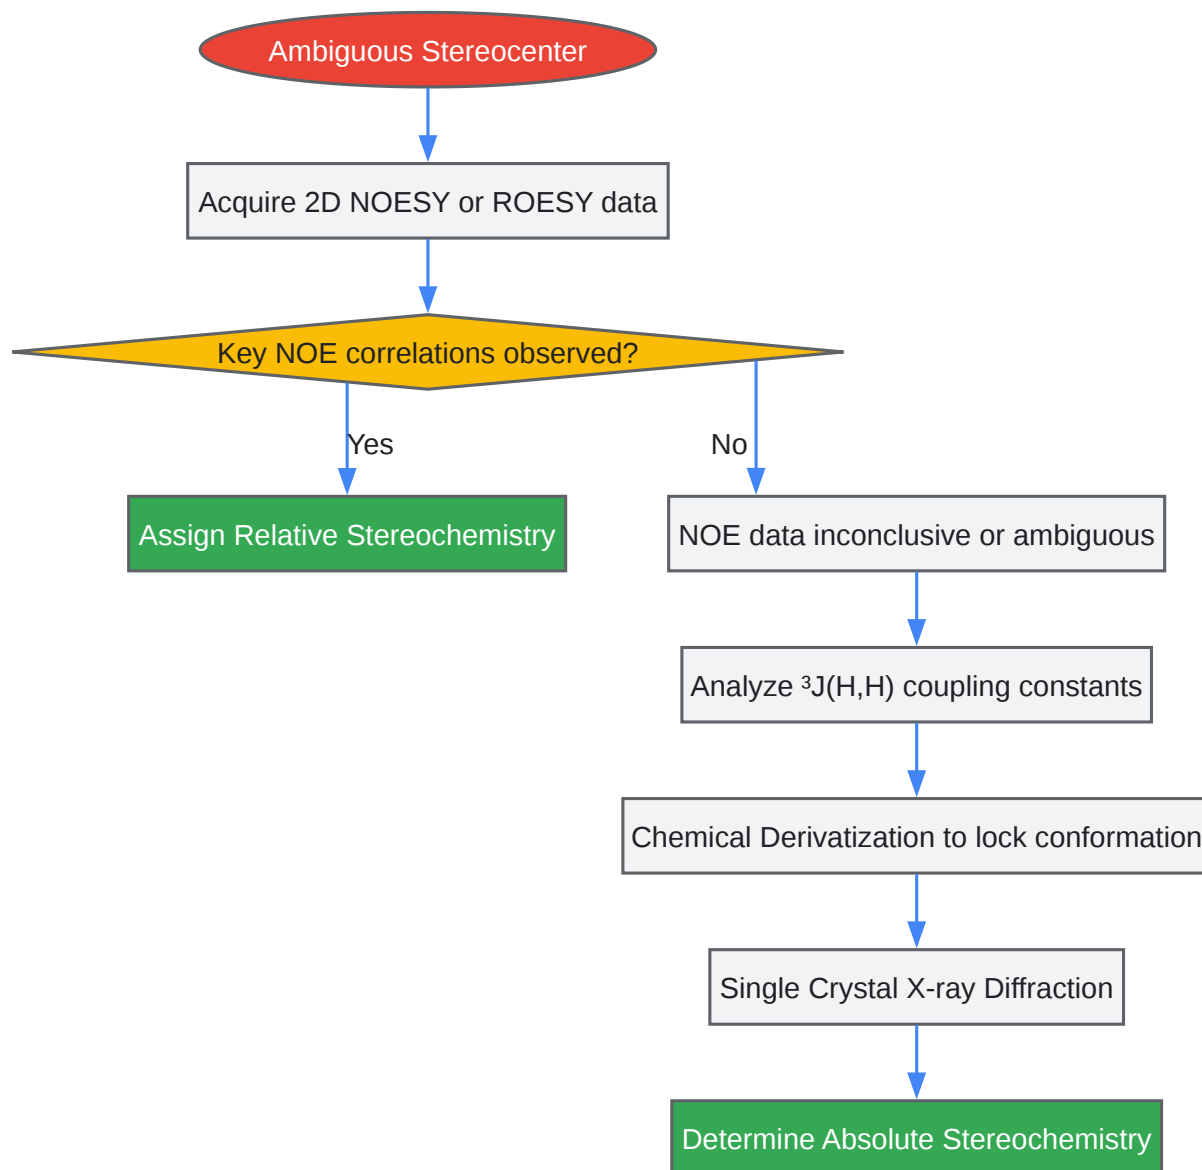 Ambiguous Stereocenter
Acquire 2D NOESY or ROESY data
Key NOE correlations observed?
Yes
No
Assign Relative Stereochemistry
NOE data inconclusive or ambiguous
Analyze ³J(H,H) coupling constants
Chemical Derivatization to lock conformation
Single Crystal X-ray Diffraction
Determine Absolute Stereochemistry